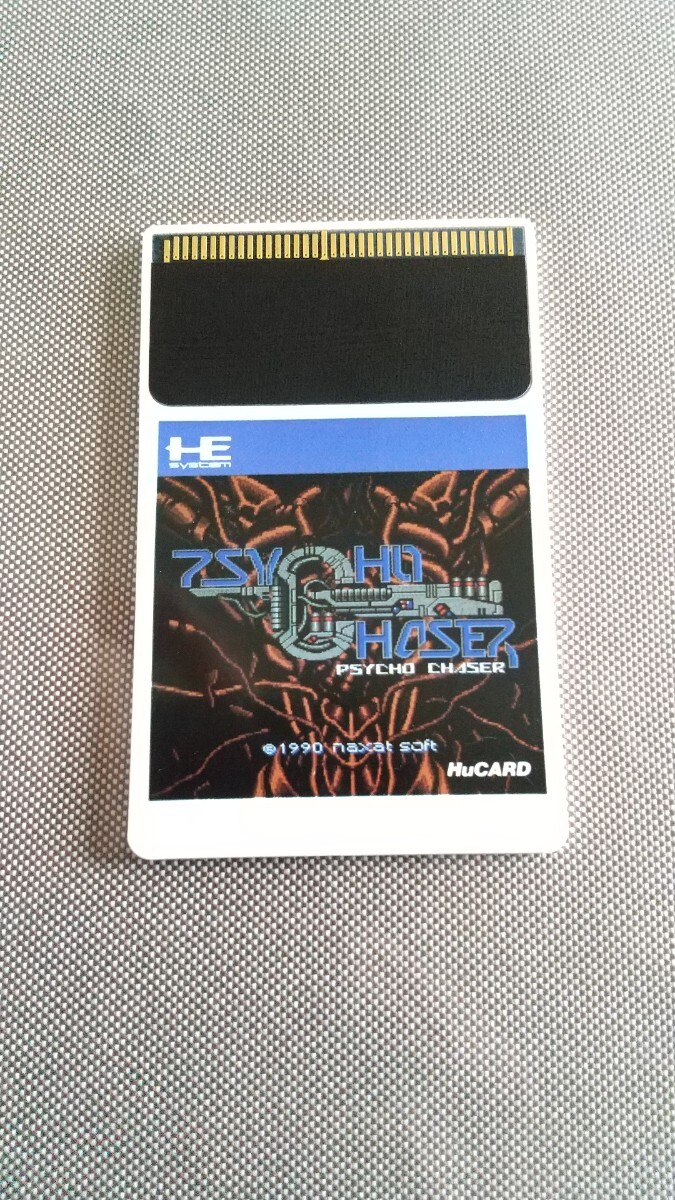 HE
system
PSYCHO
CHASER
PSYCHO CHASER
©1990 naxat soft
HuCARD